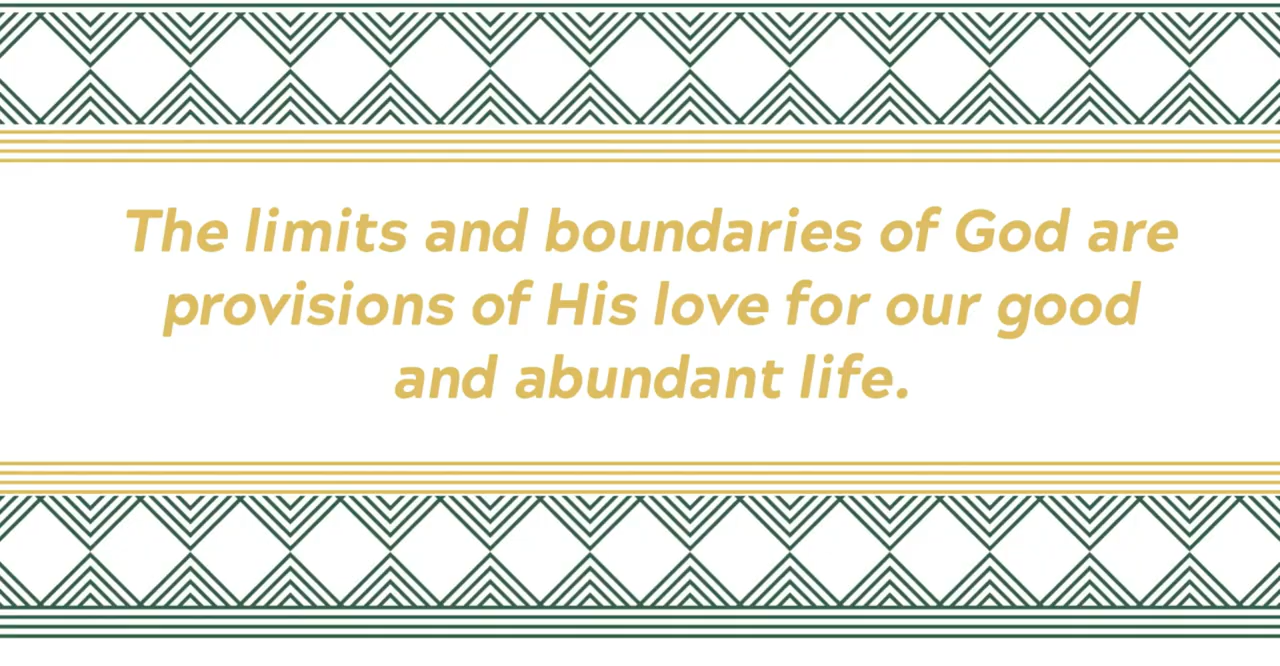 The limits and boundaries of God are
provisions of His love for our good
and abundant life.